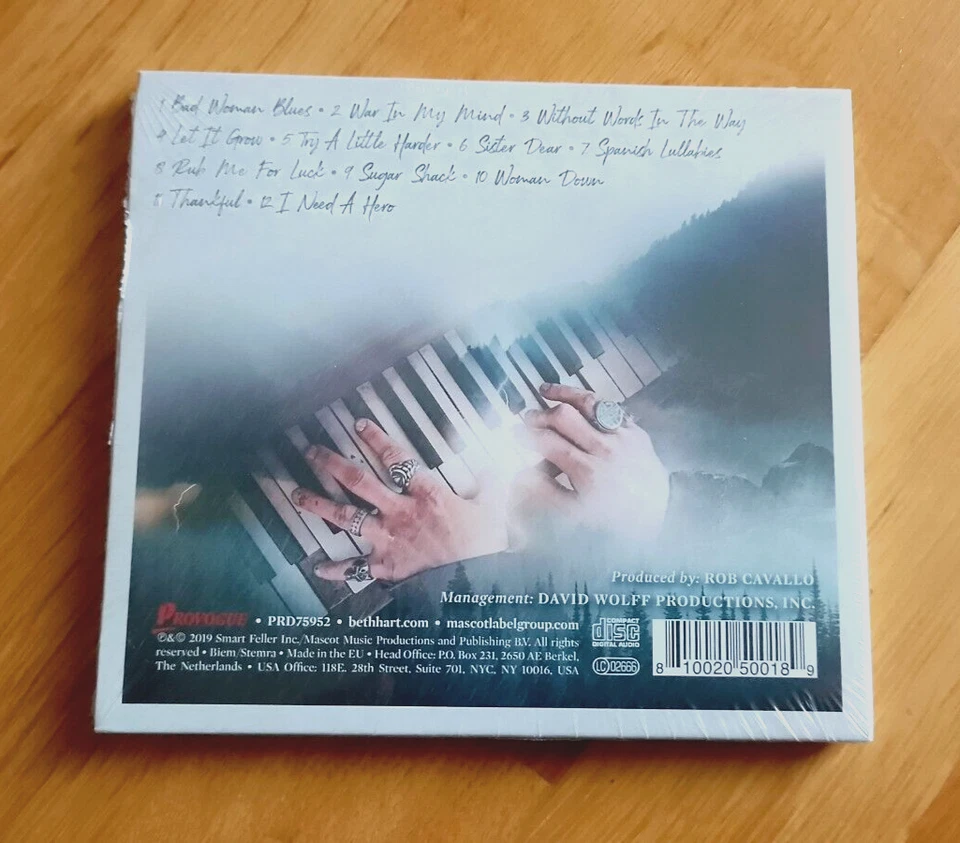 1 Bad Woman Blues • 2 War In My Mind • 3 Without Words In The Way
4 Let It Grow • 5 Try A Little Harder • 6 Sister Dear • 7 Spanish Lullabies
8 Rub Me For Luck • 9 Sugar Shack • 10 Woman Down
11 Thankful • 12 I Need A Hero
Produced by: ROB CAVALLO
Management: DAVID WOLFF PRODUCTIONS, INC.
PROVOGUE • PRD75952 • bethhart.com • mascotlabelgroup.com
℗&© 2019 Smart Feller Inc./Mascot Music Productions and Publishing B.V. All rights
reserved • Biem/Stemra • Made in the EU • Head Office: P.O. Box 231, 2650 AE Berkel,
The Netherlands • USA Office: 118E. 28th Street, Suite 701, NYC, NY 10016, USA
COMPACT
disc
DIGITAL AUDIO
LC 02666
8 10020 50018 9